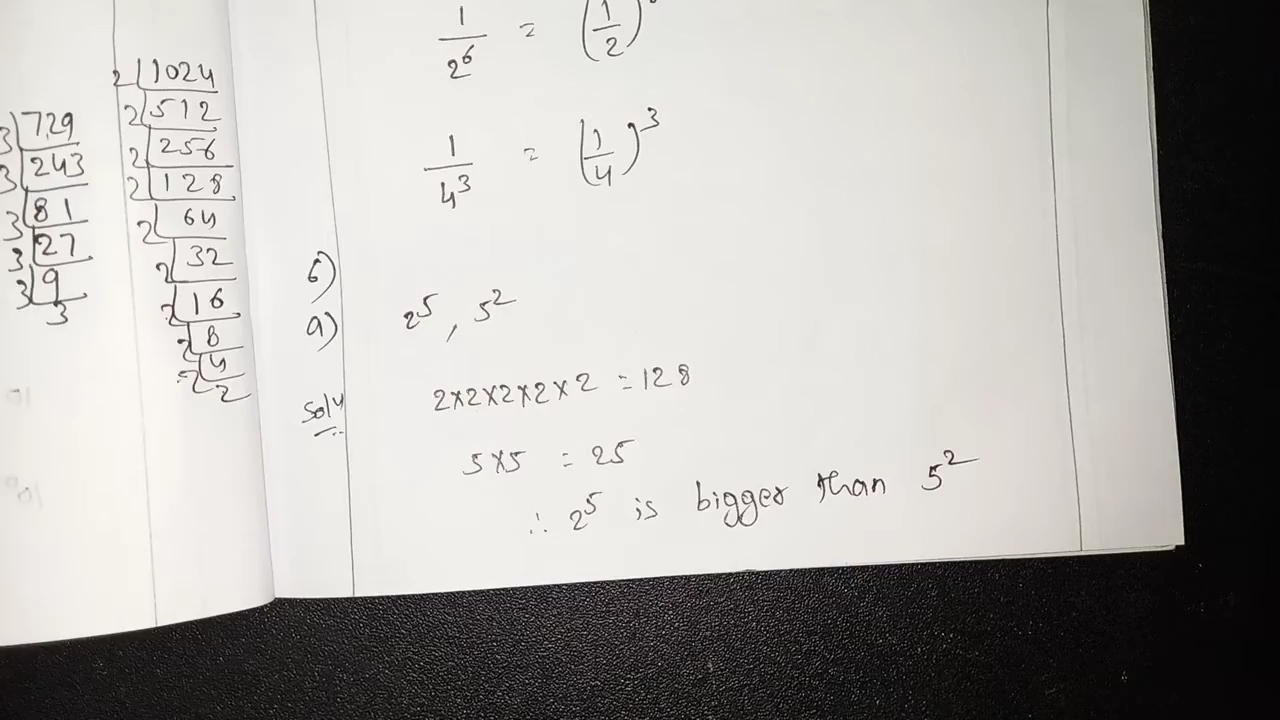 3 | 729
3 | 243
3 | 81
3 | 27
3 | 9
3
2 | 1024
2 | 512
2 | 256
2 | 128
2 | 64
2 | 32
2 | 16
2 | 8
2 | 4
2
1/2⁶ = (1/2)
1/4³ = (1/4)³
6)
a) 2⁵, 5²
Soln 2×2×2×2×2 = 128
5×5 = 25
∴ 2⁵ is bigger than 5²